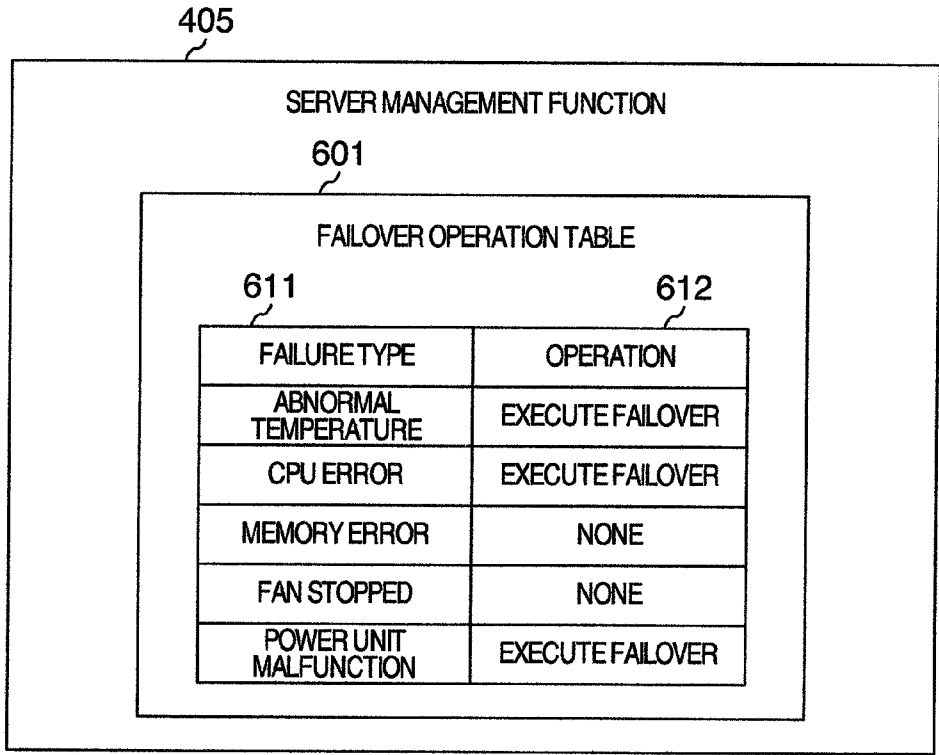 405
SERVER MANAGEMENT FUNCTION
601
FAILOVER OPERATION TABLE
611
612
FAILURE TYPE
OPERATION
ABNORMAL
TEMPERATURE
EXECUTE FAILOVER
CPU ERROR
EXECUTE FAILOVER
MEMORY ERROR
NONE
FAN STOPPED
NONE
POWER UNIT
MALFUNCTION
EXECUTE FAILOVER